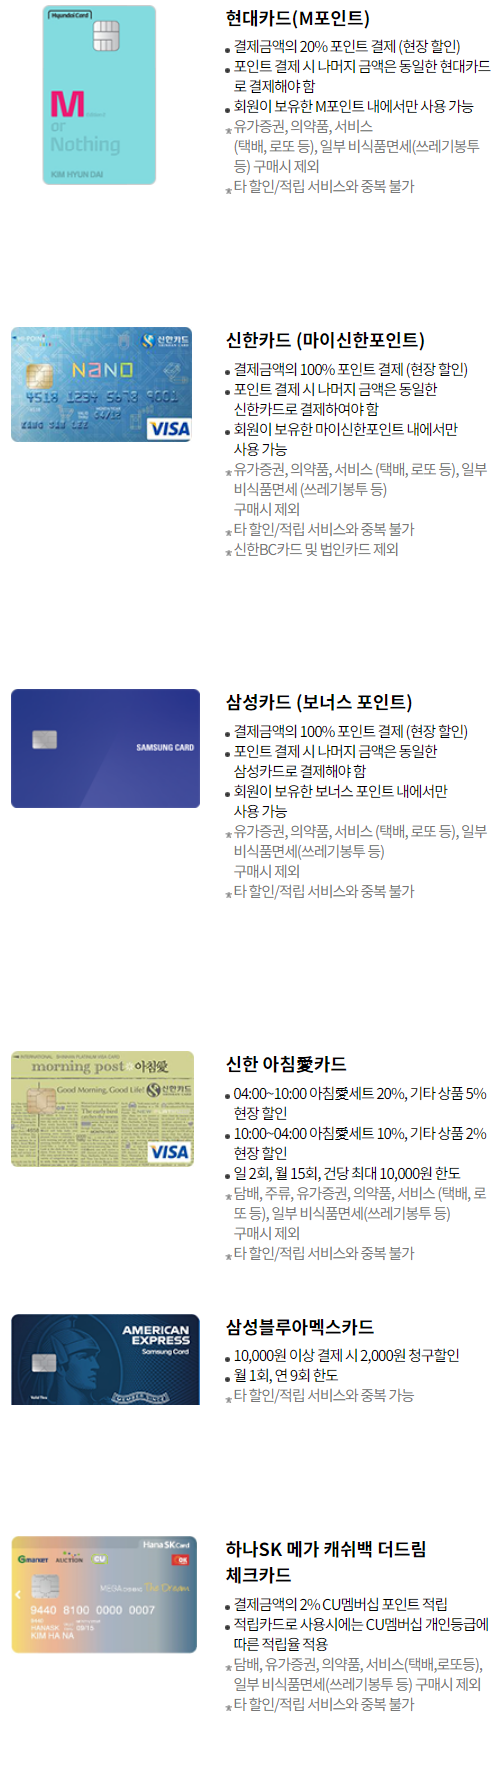 HyundaiCard
M
or
Nothing
KIM HYUN DAI
현대카드(M포인트)
결제금액의 20% 포인트 결제 (현장 할인)
포인트 결제 시 나머지 금액은 동일한 현대카드
로 결제해야 함
회원이 보유한 M포인트 내에서만 사용 가능
* 유가증권, 의약품, 서비스
(택배, 로또 등), 일부 비식품면세(쓰레기봉투
등) 구매시 제외
* 타 할인/적립 서비스와 중복 불가
신한카드
NANO
4518 1234 5678 9001
VISA
신한카드 (마이신한포인트)
결제금액의 100% 포인트 결제 (현장 할인)
포인트 결제 시 나머지 금액은 동일한
신한카드로 결제하여야 함
회원이 보유한 마이신한포인트 내에서만
사용 가능
* 유가증권, 의약품, 서비스 (택배, 로또 등), 일부
비식품면세 (쓰레기봉투 등)
구매시 제외
* 타 할인/적립 서비스와 중복 불가
* 신한BC카드 및 법인카드 제외
SAMSUNG CARD
삼성카드 (보너스 포인트)
결제금액의 100% 포인트 결제 (현장 할인)
포인트 결제 시 나머지 금액은 동일한
삼성카드로 결제해야 함
회원이 보유한 보너스 포인트 내에서만
사용 가능
* 유가증권, 의약품, 서비스 (택배, 로또 등), 일부
비식품면세(쓰레기봉투 등)
구매시 제외
* 타 할인/적립 서비스와 중복 불가
morning post 아침愛
Good Morning, Good Life! 신한카드
The early bird
VISA
신한 아침愛카드
04:00~10:00 아침愛세트 20%, 기타 상품 5%
현장 할인
10:00~04:00 아침愛세트 10%, 기타 상품 2%
현장 할인
일 2회, 월 15회, 건당 최대 10,000원 한도
* 담배, 주류, 유가증권, 의약품, 서비스 (택배, 로
또 등), 일부 비식품면세(쓰레기봉투 등)
구매시 제외
* 타 할인/적립 서비스와 중복 불가
AMERICAN
EXPRESS
Samsung Card
삼성블루아멕스카드
10,000원 이상 결제 시 2,000원 청구할인
월 1회, 연 9회 한도
* 타 할인/적립 서비스와 중복 가능
Hana SK Card
Gmarket AUCTION CU
MEGA The Dream
9440 8100 0000 0007
HANASK 09/15
KIM HA NA
하나SK 메가 캐쉬백 더드림
체크카드
결제금액의 2% CU멤버십 포인트 적립
적립카드로 사용시에는 CU멤버십 개인등급에
따른 적립율 적용
* 담배, 유가증권, 의약품, 서비스(택배,로또등),
일부 비식품면세(쓰레기봉투 등) 구매시 제외
* 타 할인/적립 서비스와 중복 불가